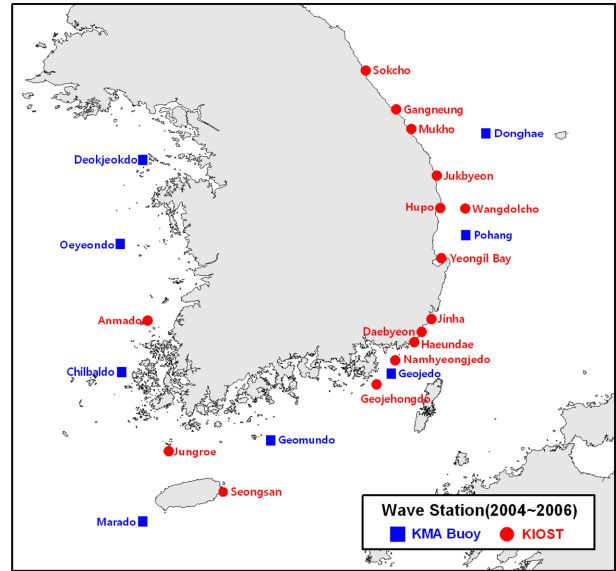 Sokcho
Gangneung
Mukho
Donghae
Deokjeokdo
Jukbyeon
Hupo
Wangdolcho
Pohang
Oeyeondo
Yeongil Bay
Anmado
Jinha
Daebyeon
Haeundae
Namhyeongjedo
Chilbaldo
Geojedo
Geojehongdo
Geomundo
Jungroe
Seongsan
Marado
Wave Station(2004~2006)
KMA Buoy
KIOST